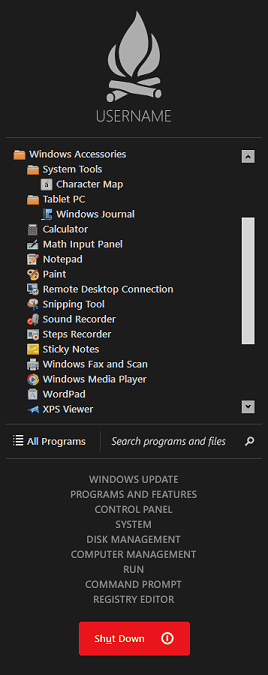 USERNAME
Windows Accessories
System Tools
Character Map
Tablet PC
Windows Journal
Calculator
Math Input Panel
Notepad
Paint
Remote Desktop Connection
Snipping Tool
Sound Recorder
Steps Recorder
Sticky Notes
Windows Fax and Scan
Windows Media Player
WordPad
XPS Viewer
All Programs
Search programs and files
WINDOWS UPDATE
PROGRAMS AND FEATURES
CONTROL PANEL
SYSTEM
DISK MANAGEMENT
COMPUTER MANAGEMENT
RUN
COMMAND PROMPT
REGISTRY EDITOR
Shut Down